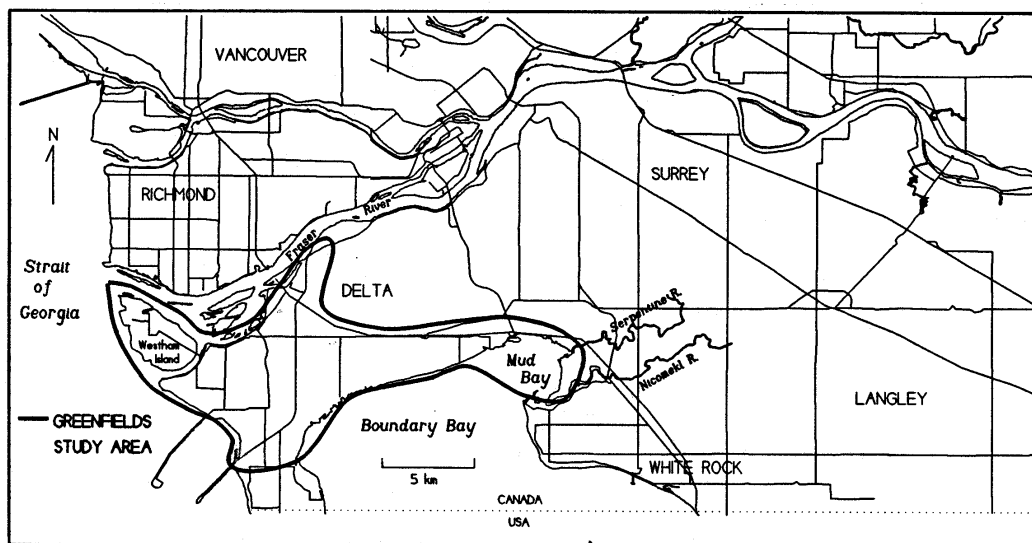 VANCOUVER
N
RICHMOND
SURREY
Fraser River
Strait
of
Georgia
DELTA
Serpentine R.
Westham
Island
Mud
Bay
Nicomekl R.
LANGLEY
GREENFIELDS
STUDY AREA
Boundary Bay
5 km
WHITE ROCK
CANADA
USA